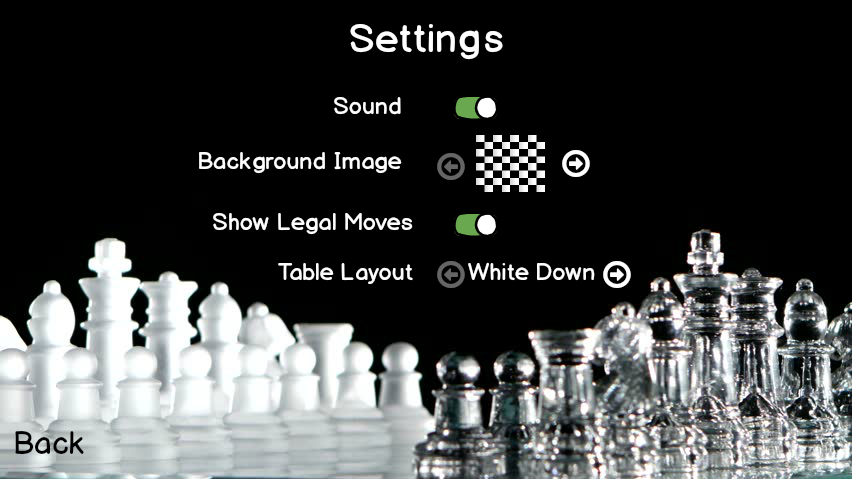 Settings
Sound
Background Image
Show Legal Moves
Table Layout White Down
Back